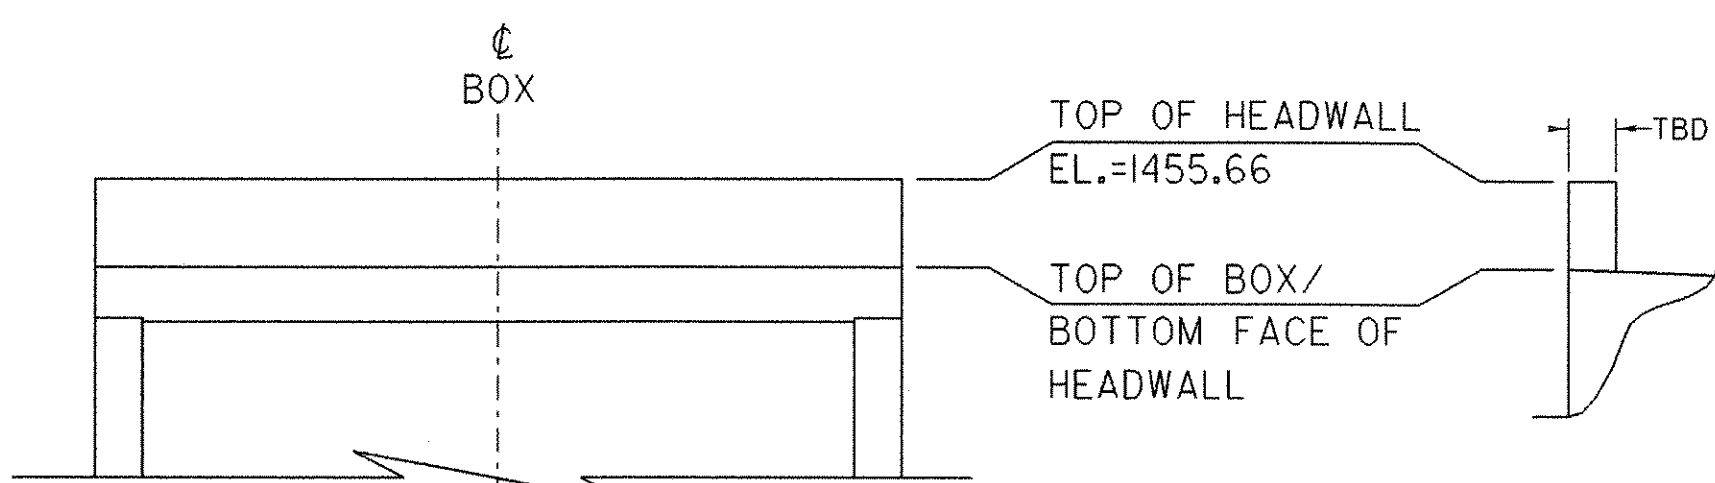 ℄
BOX
TOP OF HEADWALL
EL.=1455.66
TBD
TOP OF BOX/
BOTTOM FACE OF
HEADWALL